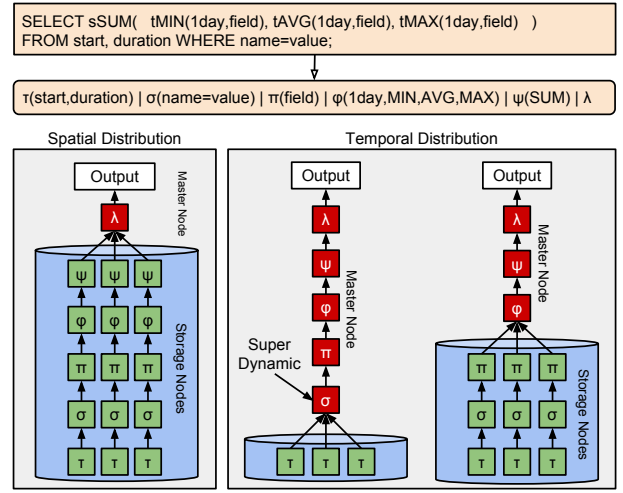 SELECT sSUM( tMIN(1day,field), tAVG(1day,field), tMAX(1day,field) )
FROM start, duration WHERE name=value;
τ(start,duration) | σ(name=value) | π(field) | φ(1day,MIN,AVG,MAX) | ψ(SUM) | λ
Spatial Distribution
Output
λ
Master Node
ψ ψ ψ
φ φ φ
π π π
σ σ σ
τ τ τ
Storage Nodes
Temporal Distribution
Output
λ
ψ
φ
π
σ
Master Node
Super
Dynamic
τ τ τ
Output
λ
ψ
φ
Master Node
π π π
σ σ σ
τ τ τ
Storage Nodes